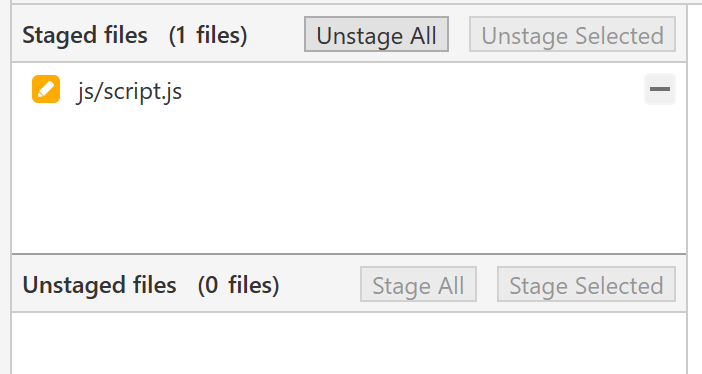 Staged files (1 files) Unstage All Unstage Selected
js/script.js
Unstaged files (0 files) Stage All Stage Selected